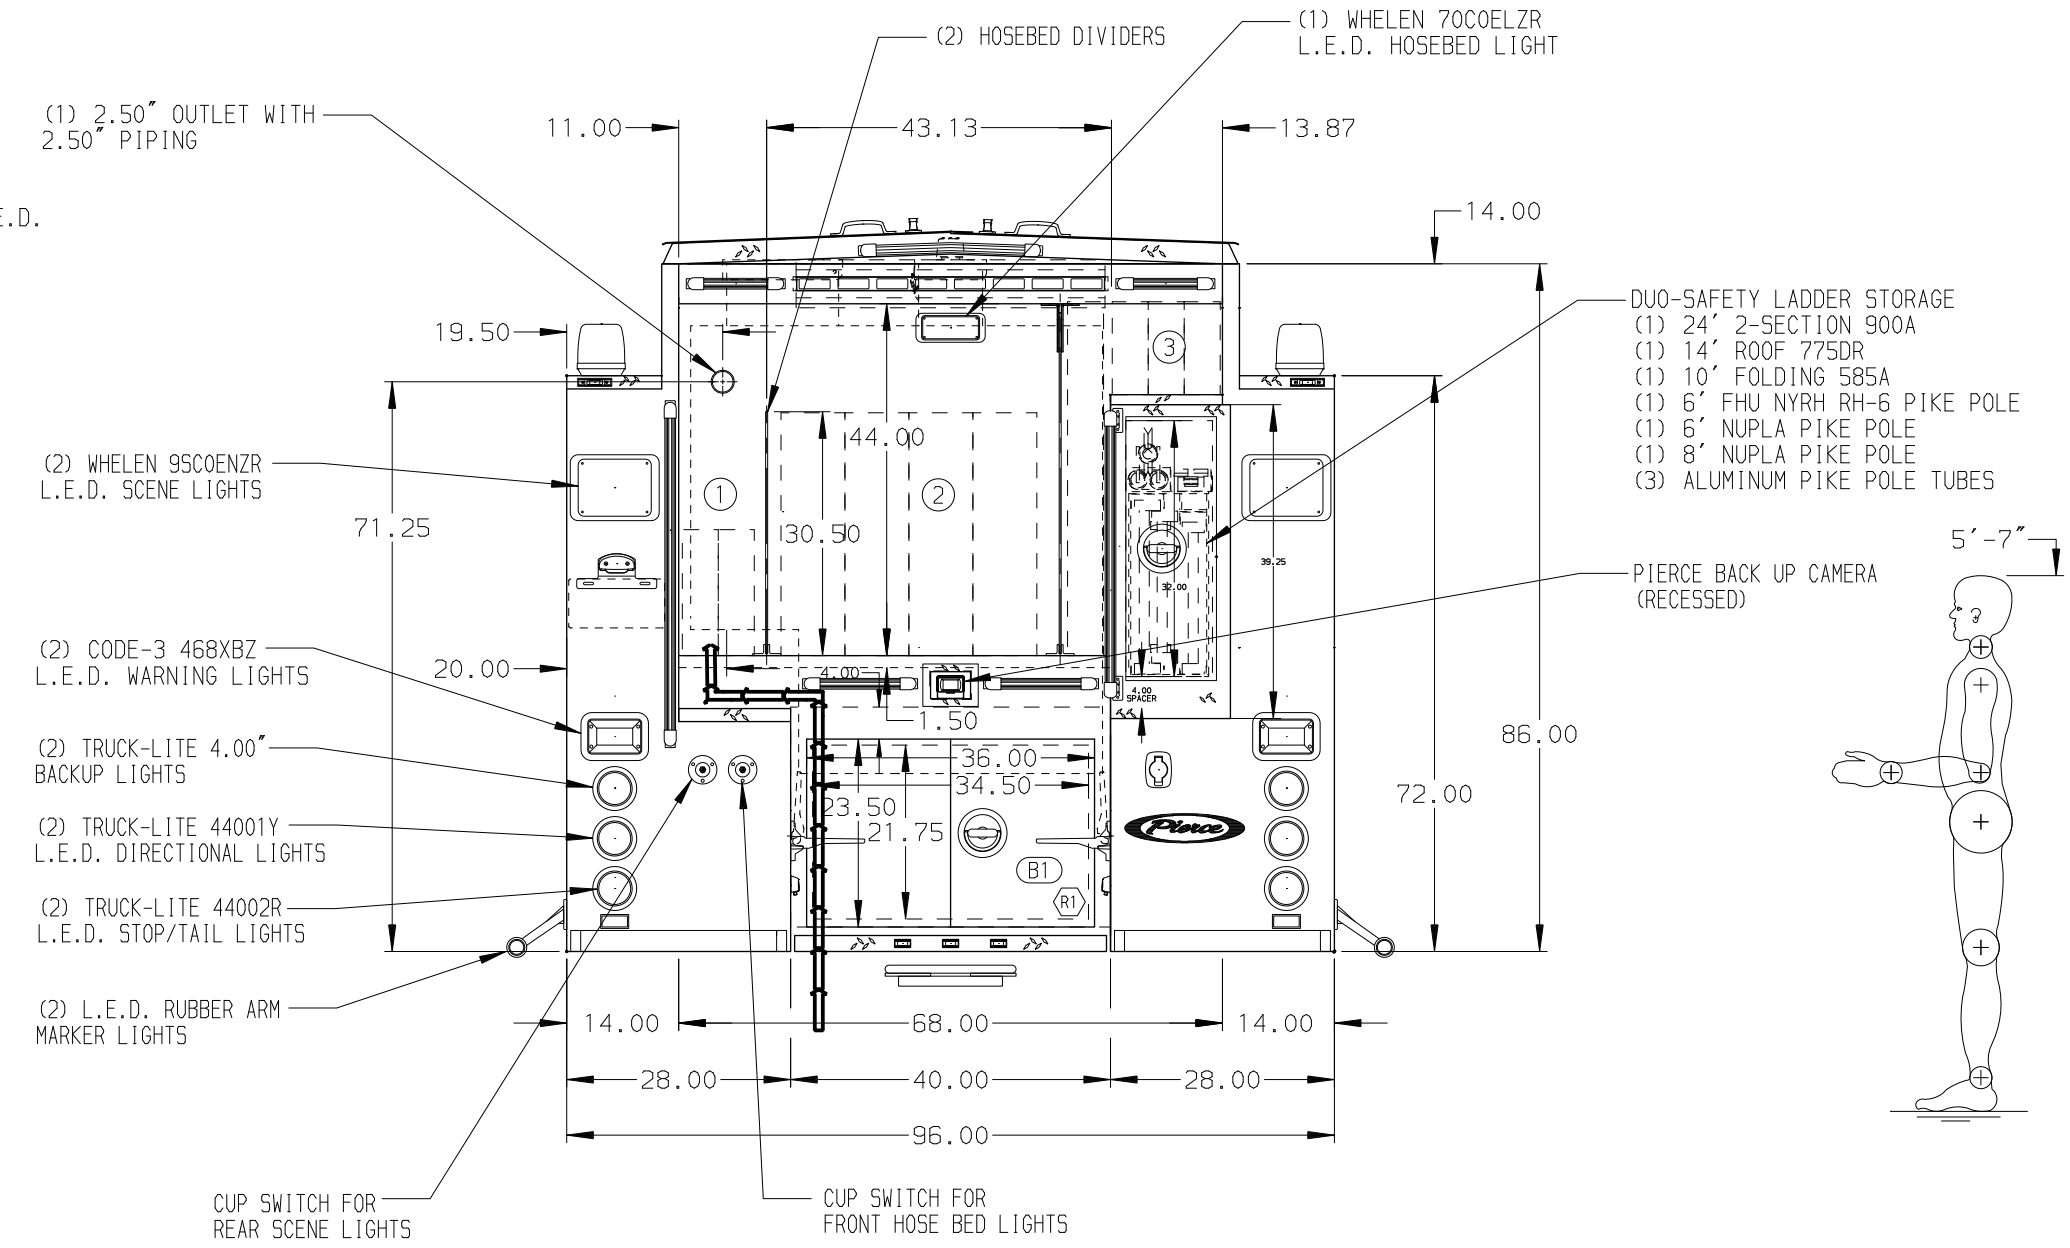 (2) HOSEBED DIVIDERS
(1) WHELEN 70C0ELZR
L.E.D. HOSEBED LIGHT
(1) 2.50″ OUTLET WITH
2.50″ PIPING
11.00
43.13
13.87
E.D.
14.00
19.50
DUO-SAFETY LADDER STORAGE
(1) 24′ 2-SECTION 900A
(1) 14′ ROOF 775DR
(1) 10′ FOLDING 585A
(1) 6′ FHU NYRH RH-6 PIKE POLE
(1) 6′ NUPLA PIKE POLE
(1) 8′ NUPLA PIKE POLE
(3) ALUMINUM PIKE POLE TUBES
3
44.00
(2) WHELEN 9SC0ENZR
L.E.D. SCENE LIGHTS
1
2
71.25
30.50
39.25
32.00
5′-7″
PIERCE BACK UP CAMERA
(RECESSED)
(2) CODE-3 468XBZ
L.E.D. WARNING LIGHTS
20.00
4.00
4.00
SPACER
1.50
86.00
(2) TRUCK-LITE 4.00″
BACKUP LIGHTS
36.00
34.50
72.00
23.50
21.75
Pierce
(2) TRUCK-LITE 44001Y
L.E.D. DIRECTIONAL LIGHTS
B1
R1
(2) TRUCK-LITE 44002R
L.E.D. STOP/TAIL LIGHTS
(2) L.E.D. RUBBER ARM
MARKER LIGHTS
14.00
68.00
14.00
28.00
40.00
28.00
96.00
CUP SWITCH FOR
REAR SCENE LIGHTS
CUP SWITCH FOR
FRONT HOSE BED LIGHTS